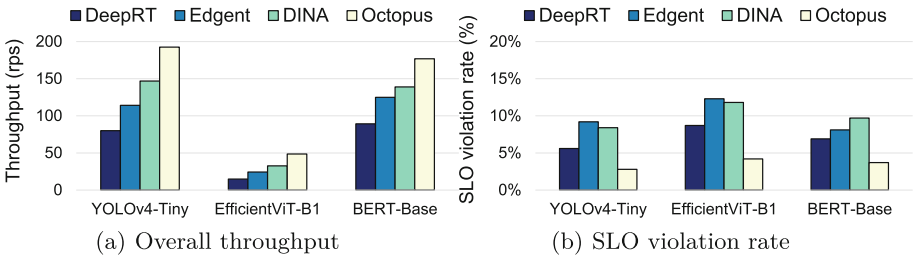 DeepRT Edgent DINA Octopus
Throughput (rps)
200
150
100
50
0
YOLOv4-Tiny EfficientViT-B1 BERT-Base
(a) Overall throughput
DeepRT Edgent DINA Octopus
SLO violation rate (%)
20%
15%
10%
5%
0%
YOLOv4-Tiny EfficientViT-B1 BERT-Base
(b) SLO violation rate